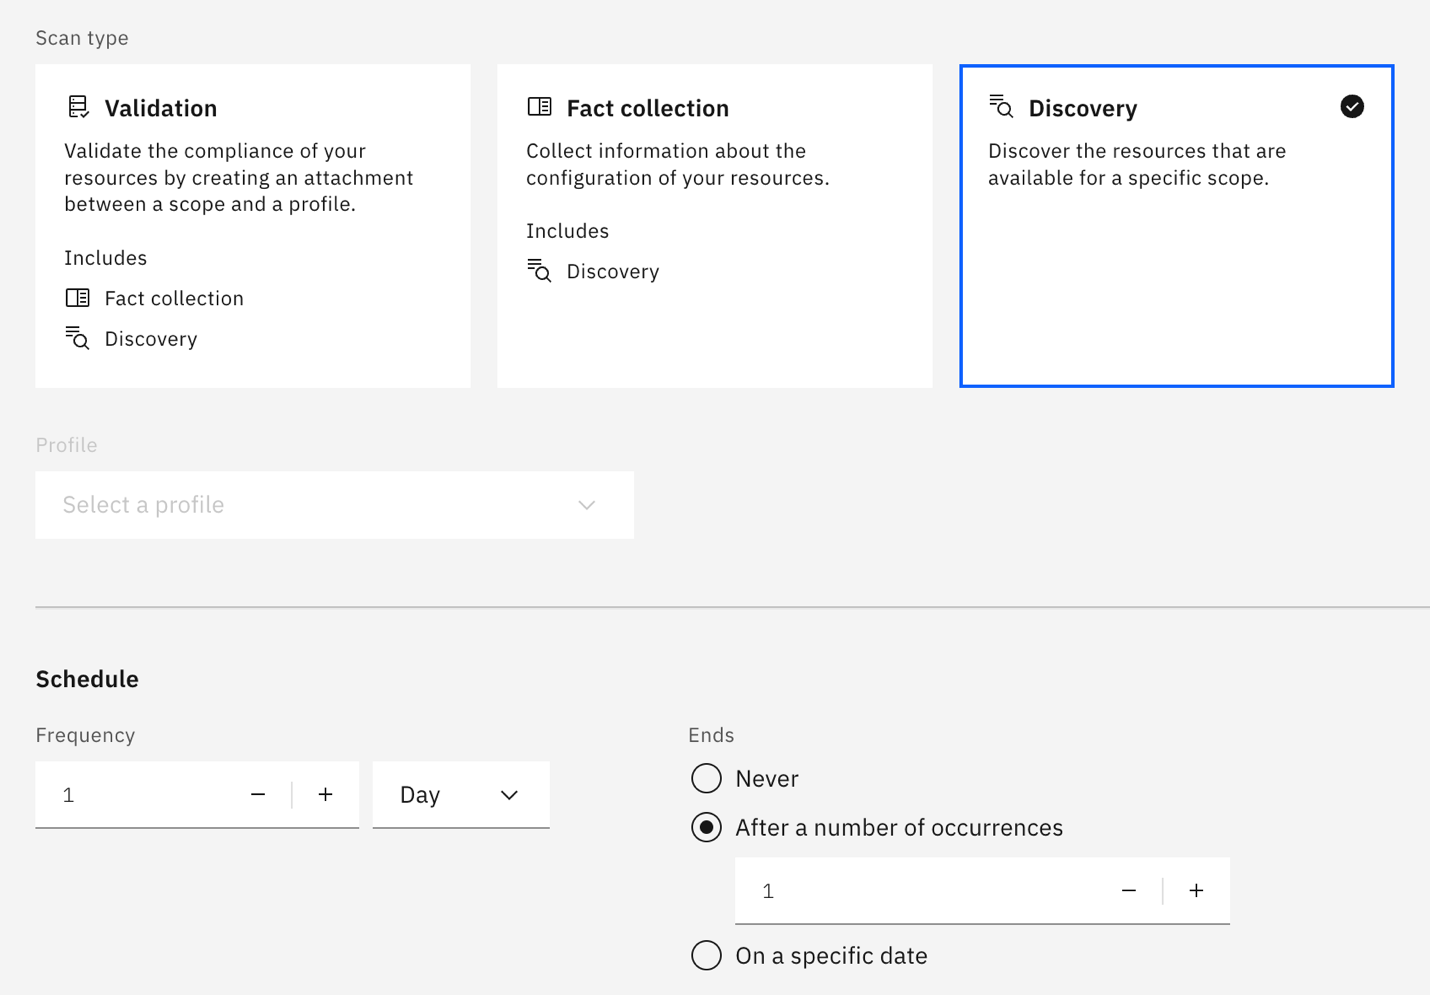 Scan type
Validation
Validate the compliance of your
resources by creating an attachment
between a scope and a profile.
Includes
Fact collection
Discovery
Fact collection
Collect information about the
configuration of your resources.
Includes
Discovery
Discovery
Discover the resources that are
available for a specific scope.
Profile
Select a profile
Schedule
Frequency
1
Day
Ends
Never
After a number of occurrences
1
On a specific date